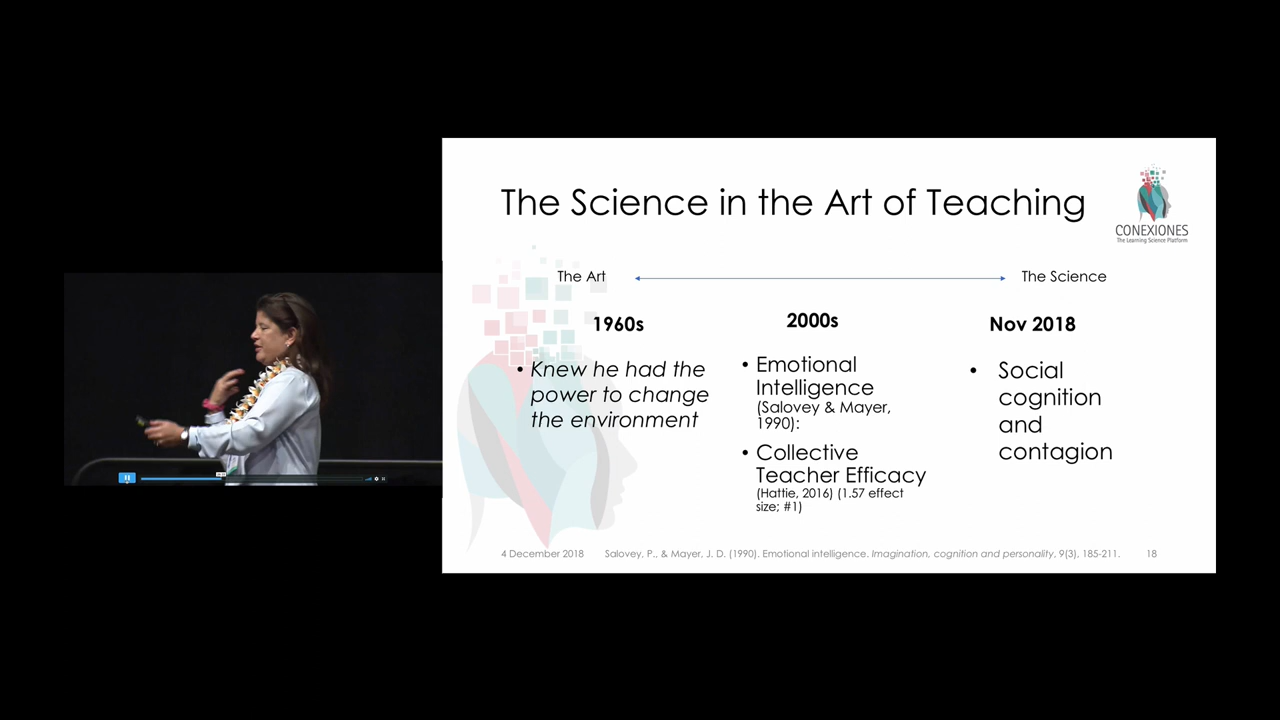 The Science in the Art of Teaching
CONEXIONES
The Learning Science Platform
The Art
The Science
1960s
• Knew he had the
power to change
the environment
2000s
• Emotional
Intelligence
(Salovey & Mayer,
1990):
• Collective
Teacher Efficacy
(Hattie, 2016) (1.57 effect
size; #1)
Nov 2018
• Social
cognition
and
contagion
4 December 2018
Salovey, P., & Mayer, J. D. (1990). Emotional intelligence. Imagination, cognition and personality, 9(3), 185-211.
18